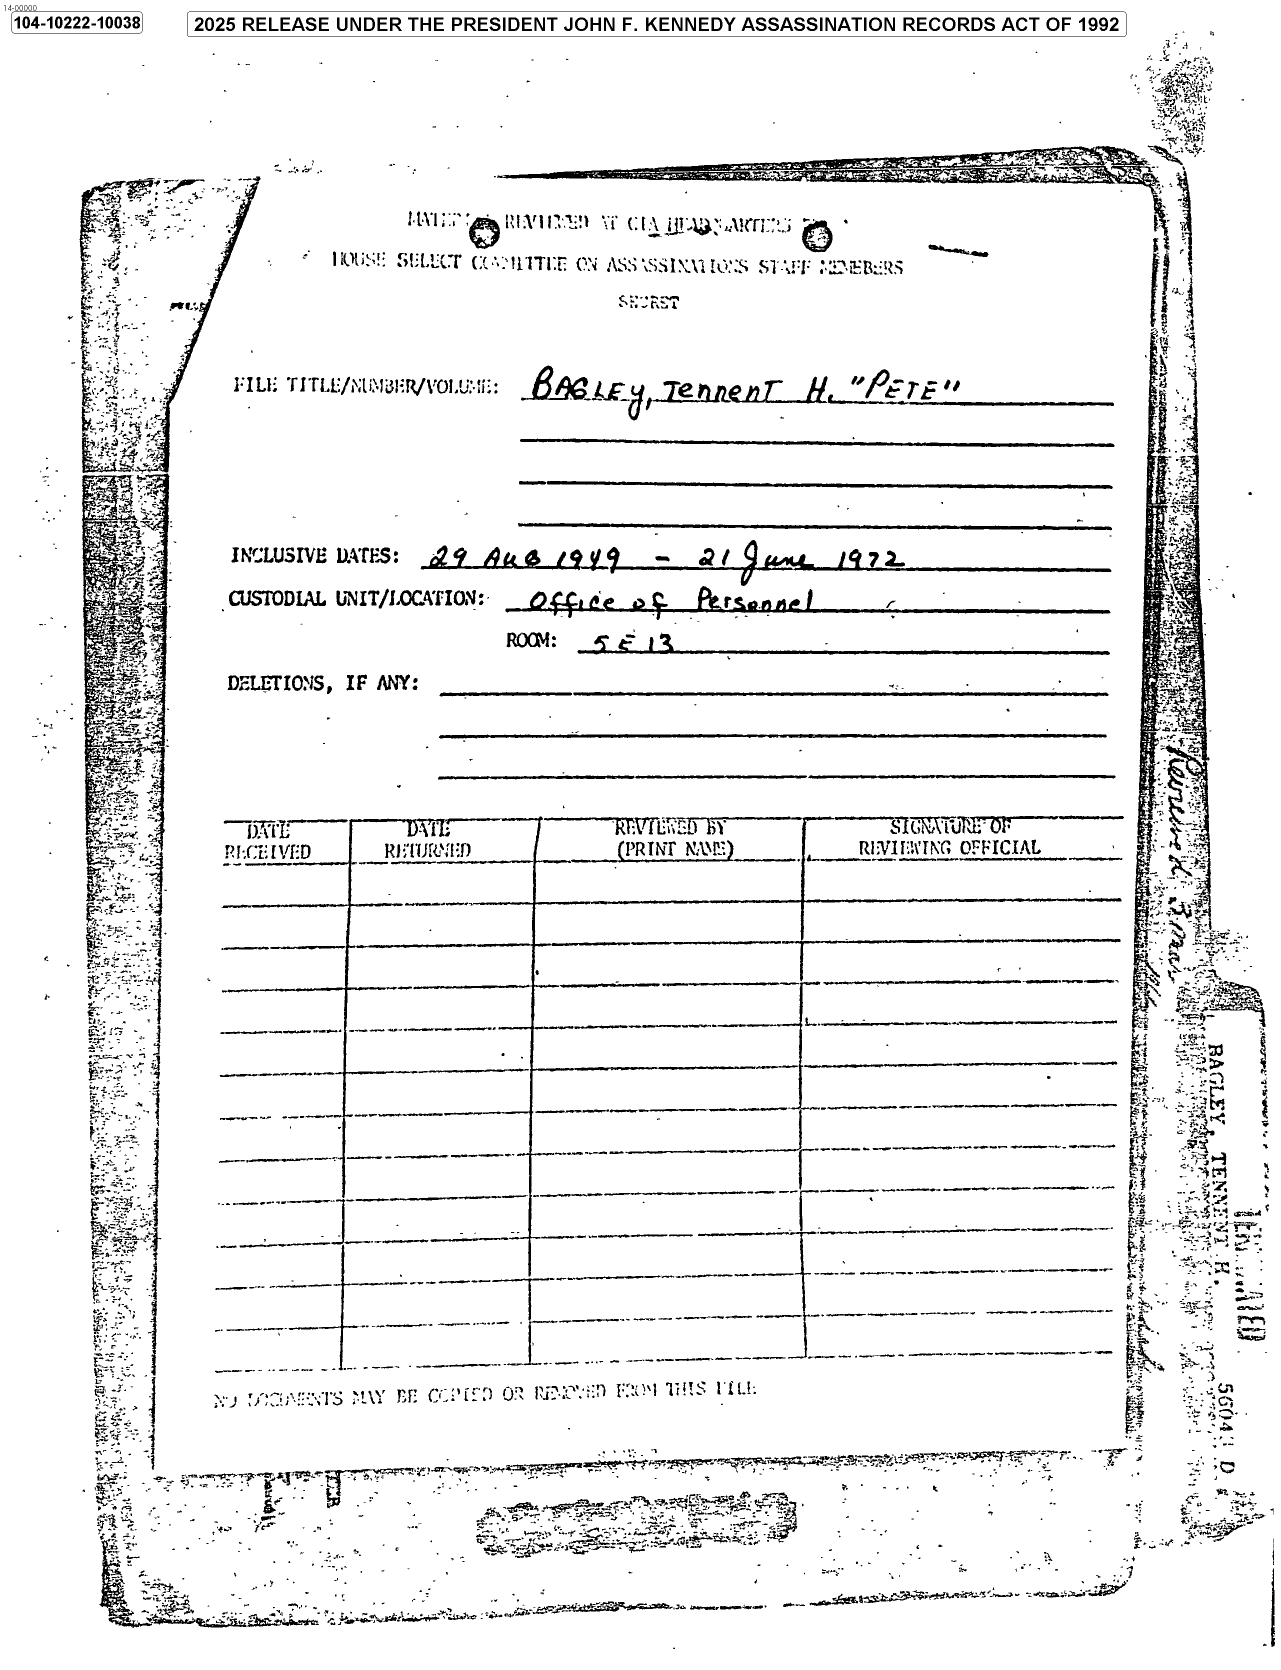 14-00000
104-10222-10038
2025 RELEASE UNDER THE PRESIDENT JOHN F. KENNEDY ASSASSINATION RECORDS ACT OF 1992
MATERIAL REVIEWED AT CIA HEADQUARTERS BY
HOUSE SELECT COMMITTEE ON ASSASSINATIONS STAFF MEMEBERS
SECRET
FILE TITLE/NUMBER/VOLUME: BAGLEY, Tennent H. "PETE"
INCLUSIVE DATES: 29 AUG 1949 - 21 June 1972
CUSTODIAL UNIT/LOCATION: Office of Personnel
ROOM: 5E13
DELETIONS, IF ANY:
DATE RECEIVED DATE RETURNED REVIEWED BY (PRINT NAME) SIGNATURE OF REVIEWING OFFICIAL
NO DOCUMENTS MAY BE COPIED OR REMOVED FROM THIS FILE
Reviewed 3 Mar
BAGLEY, TENNENT H.